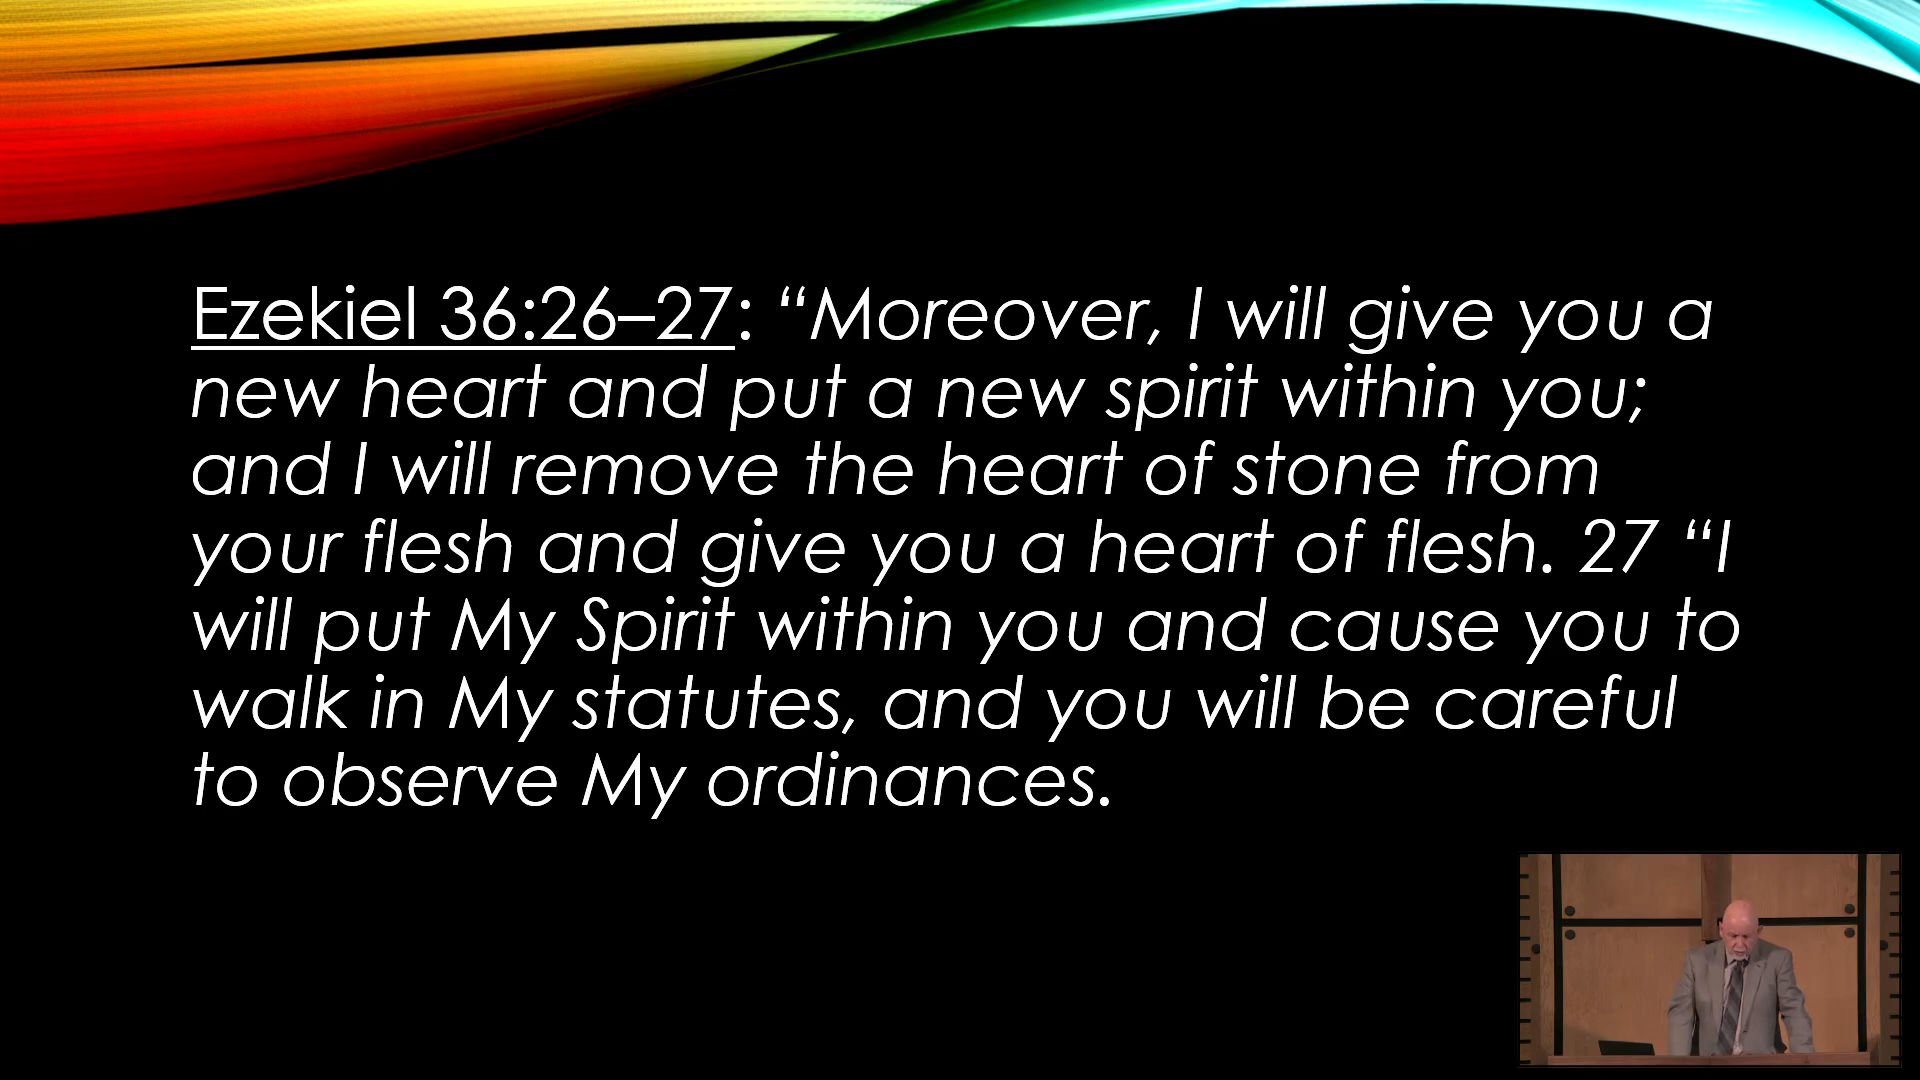 Ezekiel 36:26–27: “Moreover, I will give you a
new heart and put a new spirit within you;
and I will remove the heart of stone from
your flesh and give you a heart of flesh. 27 “I
will put My Spirit within you and cause you to
walk in My statutes, and you will be careful
to observe My ordinances.